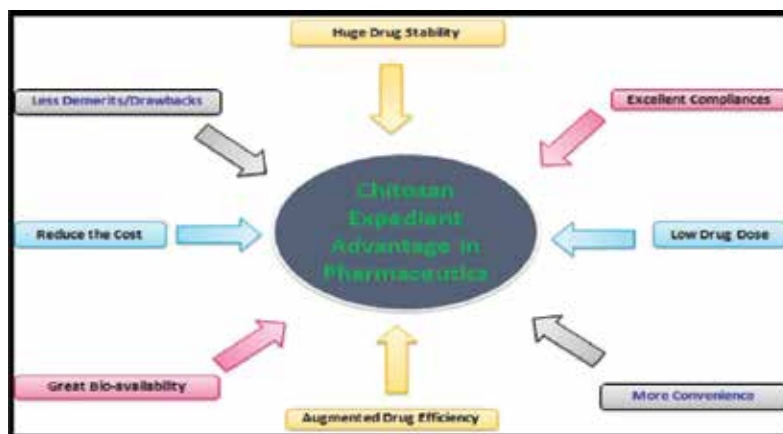 Huge Drug Stability
Less Demerits/Drawbacks
Excellent Compliances
Chitosan
Expedient
Advantage in
Pharmaceutics
Reduce the Cost
Low Drug Dose
Great Bio-availability
More Convenience
Augmented Drug Efficiency